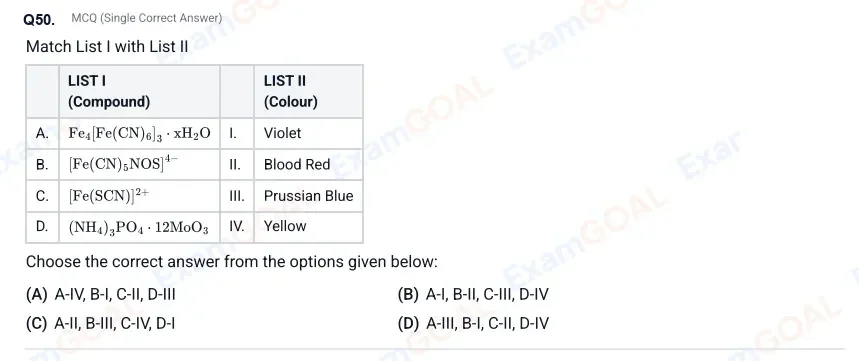 Q50. MCQ (Single Correct Answer)
Match List I with List II
LIST I (Compound) LIST II (Colour)
A. Fe₄[Fe(CN)₆]₃ · xH₂O I. Violet
B. [Fe(CN)₅NOS]⁴⁻ II. Blood Red
C. [Fe(SCN)]²⁺ III. Prussian Blue
D. (NH₄)₃PO₄ · 12MoO₃ IV. Yellow
Choose the correct answer from the options given below:
(A) A-IV, B-I, C-II, D-III (B) A-I, B-II, C-III, D-IV
(C) A-II, B-III, C-IV, D-I (D) A-III, B-I, C-II, D-IV
ExamGOAL